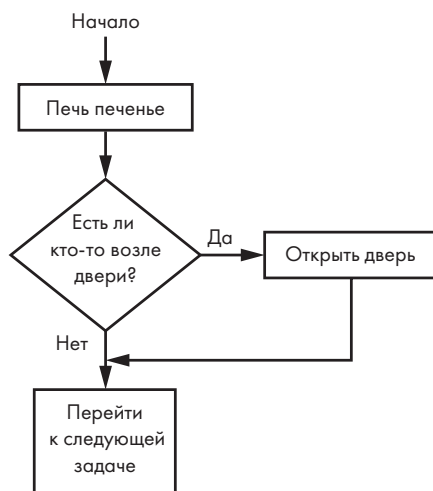 Начало
Печь печенье
Есть ли
кто-то возле
двери?
Да
Открыть дверь
Нет
Перейти
к следующей
задаче